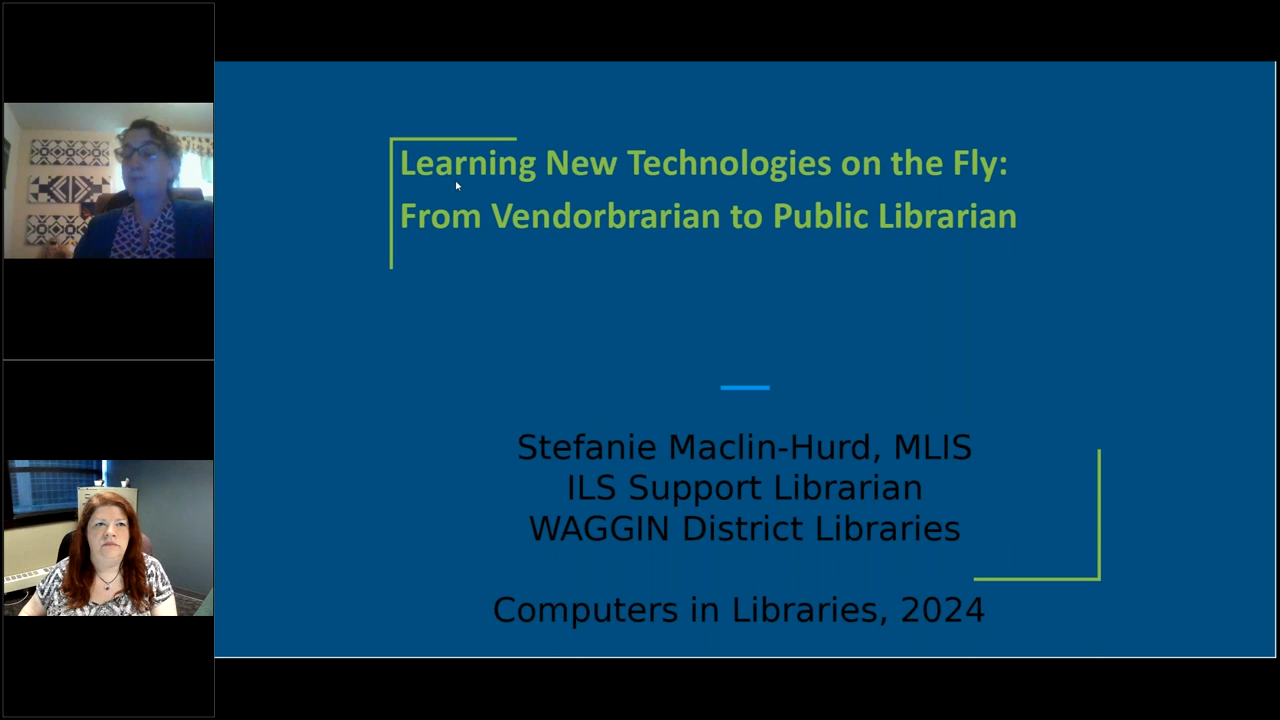 Learning New Technologies on the Fly:
From Vendorbrarian to Public Librarian
Stefanie Maclin-Hurd, MLIS
ILS Support Librarian
WAGGIN District Libraries
Computers in Libraries, 2024